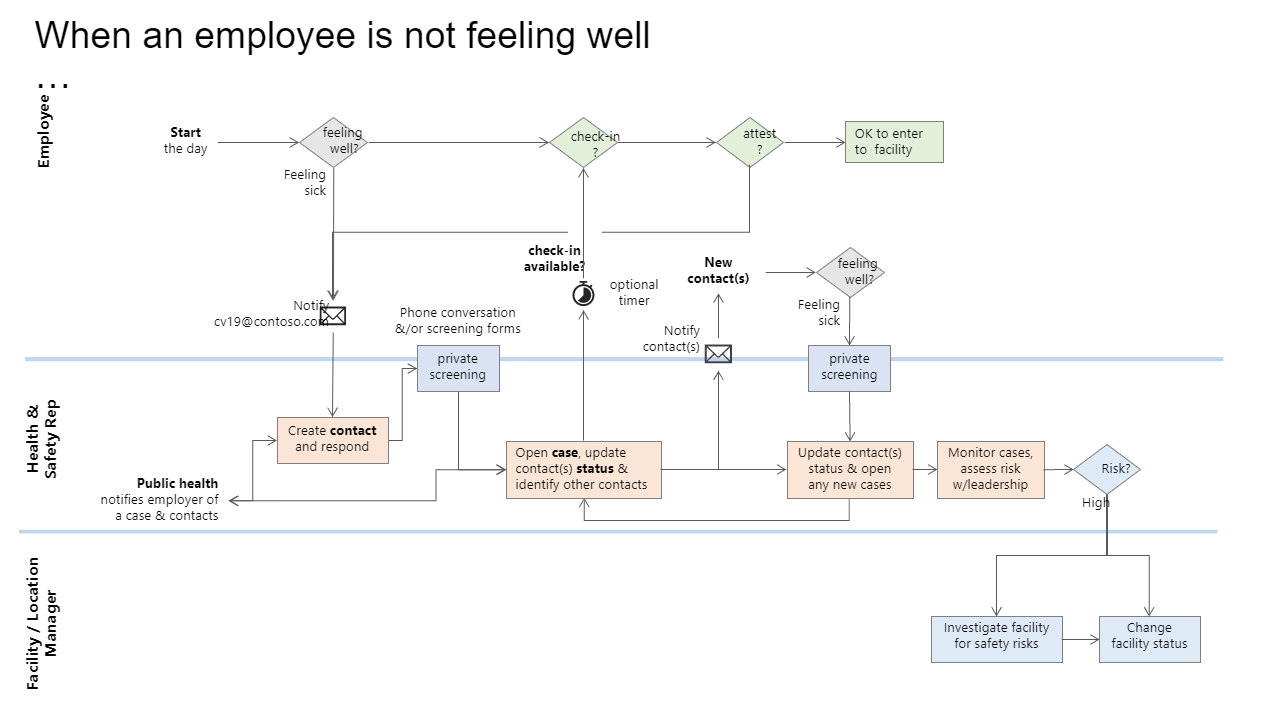 When an employee is not feeling well
...
Employee
Start
the day
feeling
well?
check-in
?
attest
?
OK to enter
to  facility
Feeling
sick
check-in
available?
optional
timer
New
contact(s)
feeling
well?
Feeling
sick
Notify
cv19@contoso.com
Phone conversation
&/or screening forms
Notify
contact(s)
private
screening
private
screening
Health &
Safety Rep
Create contact
and respond
Open case, update
contact(s) status &
identify other contacts
Update contact(s)
status & open
any new cases
Monitor cases,
assess risk
w/leadership
Risk?
High
Public health
notifies employer of
a case & contacts
Facility / Location
Manager
Investigate facility
for safety risks
Change
facility status